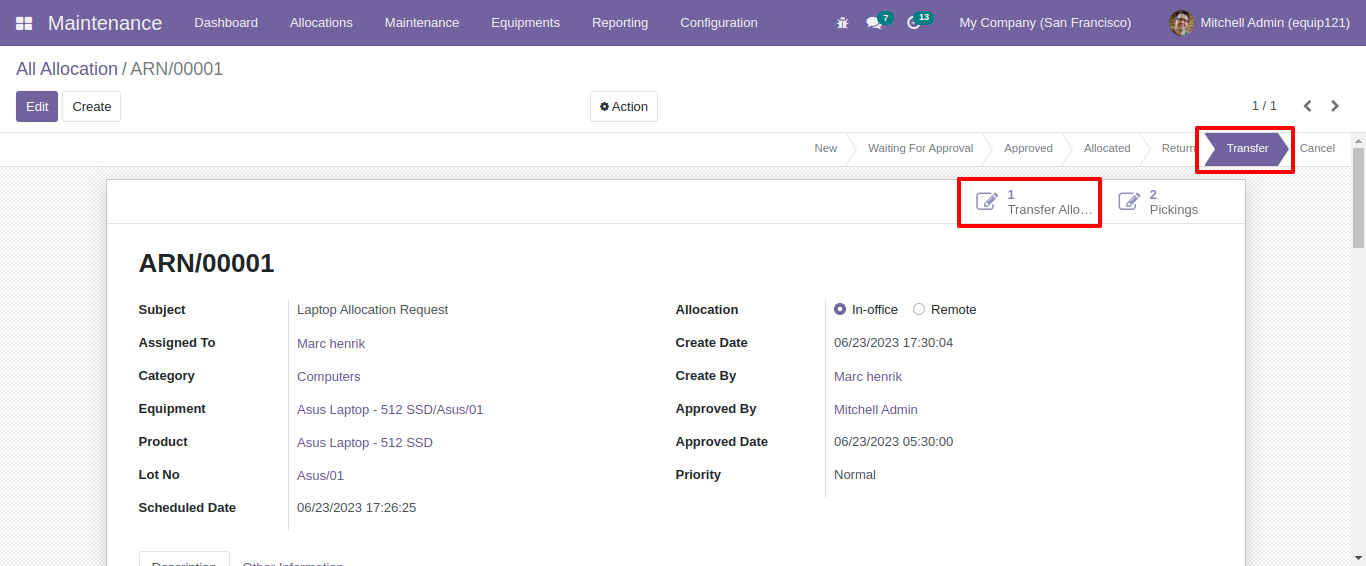 Maintenance Dashboard Allocations Maintenance Equipments Reporting Configuration 7 13 My Company (San Francisco) Mitchell Admin (equip121)
All Allocation / ARN/00001
Edit Create Action 1 / 1
New Waiting For Approval Approved Allocated Return Transfer Cancel
1 2
Transfer Allo... Pickings
ARN/00001
Subject Laptop Allocation Request Allocation In-office Remote
Assigned To Marc henrik Create Date 06/23/2023 17:30:04
Category Computers Create By Marc henrik
Equipment Asus Laptop - 512 SSD/Asus/01 Approved By Mitchell Admin
Product Asus Laptop - 512 SSD Approved Date 06/23/2023 05:30:00
Lot No Asus/01 Priority Normal
Scheduled Date 06/23/2023 17:26:25
Description Other Information